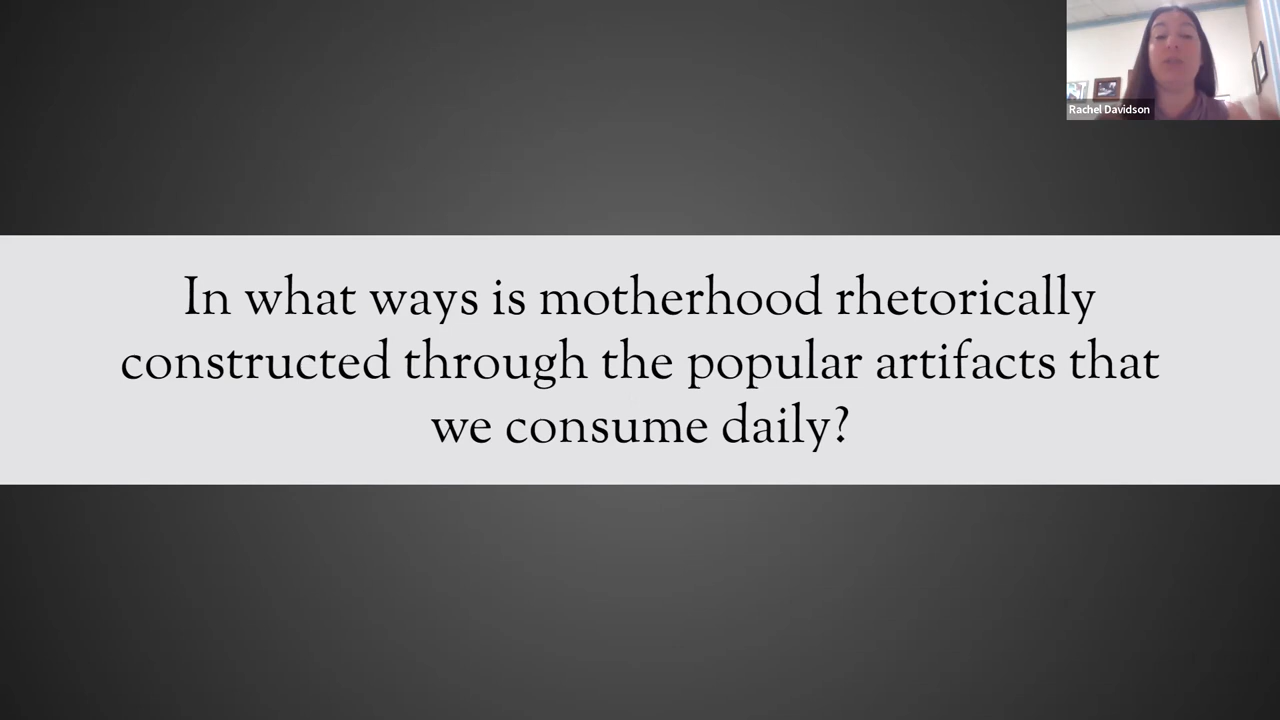 Rachel Davidson
In what ways is motherhood rhetorically
constructed through the popular artifacts that
we consume daily?